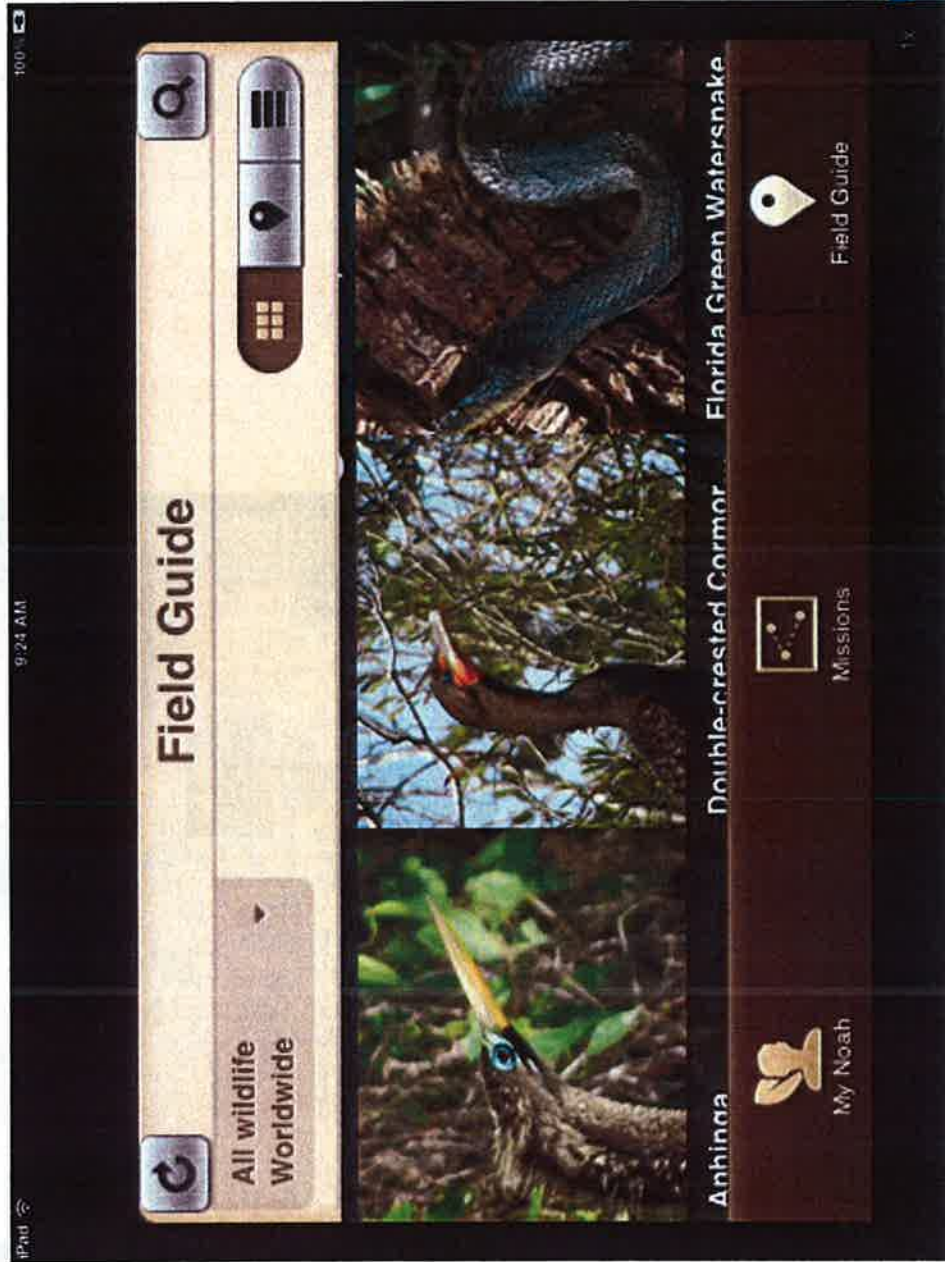 iPad
9:24 AM
100%
Field Guide
All wildlife
Worldwide
Anhinga
Double-crested Cormor...
Florida Green Watersnake
My Noah
Missions
Field Guide
1x